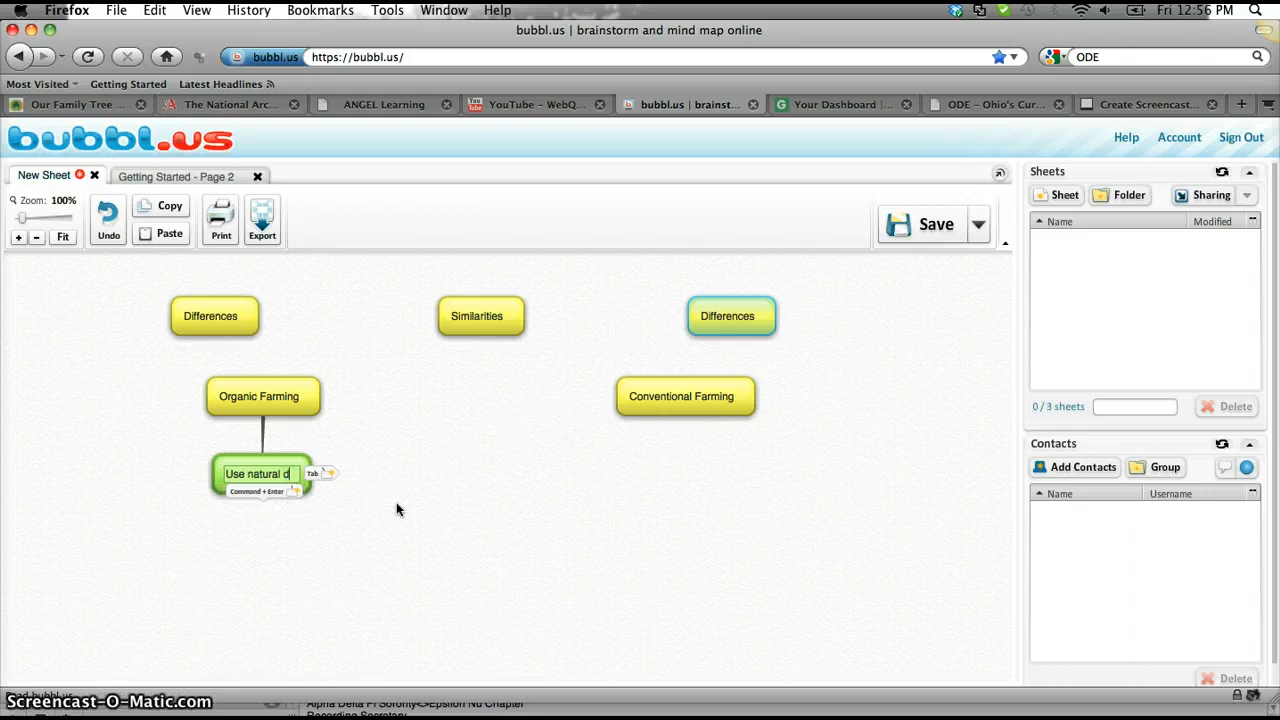 Firefox File Edit View History Bookmarks Tools Window Help Fri 12:56 PM
bubbl.us | brainstorm and mind map online
bubbl.us https://bubbl.us/ ODE
Most Visited Getting Started Latest Headlines
Our Family Tree ... The National Arc... ANGEL Learning YouTube – WebQ... bubbl.us | brainst... Your Dashboard |... ODE – Ohio's Cur... Create Screencast...
bubbl.us Help Account Sign Out
New Sheet Getting Started - Page 2
Zoom: 100%
+ - Fit
Undo
Copy
Paste
Print
Export
Save
Differences Similarities Differences
Organic Farming Conventional Farming
Use natural d Tab
Command + Enter
Sheets
Sheet Folder Sharing
Name Modified
0 / 3 sheets Delete
Contacts
Add Contacts Group
Name Username
Delete
Screencast-O-Matic.com
Alpha Delta Pi Sorority<>Epsilon Nu Chapter
Recording Secretary